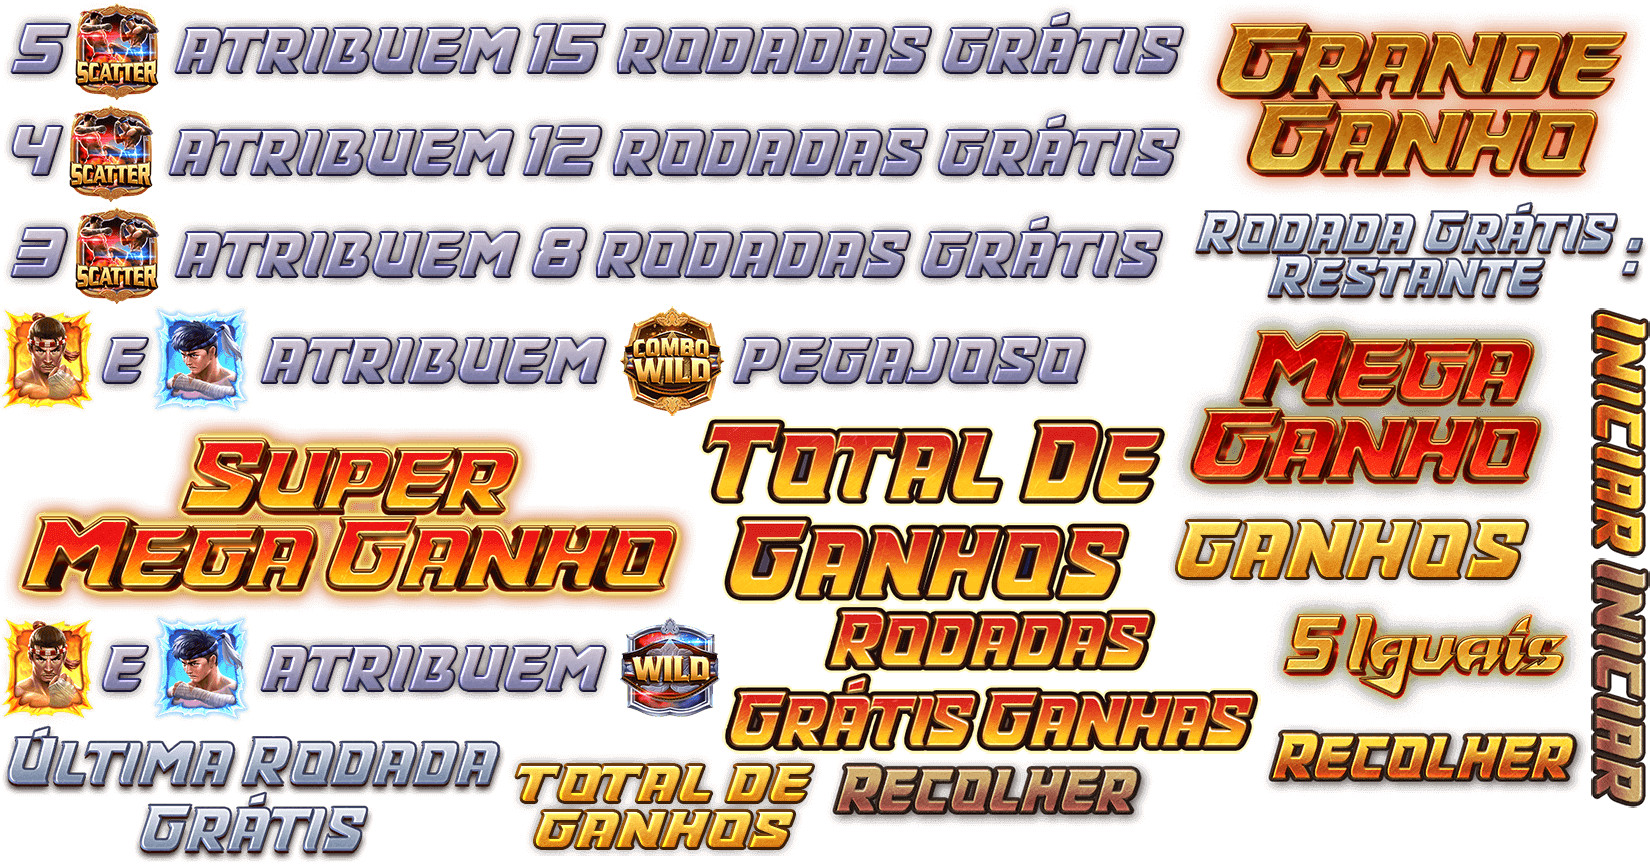 5 SCATTER ATRIBUEM 15 RODADAS GRÁTIS
4 SCATTER ATRIBUEM 12 RODADAS GRÁTIS
3 SCATTER ATRIBUEM 8 RODADAS GRÁTIS
E ATRIBUEM COMBO WILD PEGAJOSO
SUPER
MEGA GANHO
E ATRIBUEM WILD
ÚLTIMA RODADA
GRÁTIS
TOTAL DE
GANHOS
RODADAS
GRÁTIS GANHAS
TOTAL DE
GANHOS
RECOLHER
GRANDE
GANHO
RODADA GRÁTIS :
RESTANTE
MEGA
GANHO
GANHOS
5 Iguais
RECOLHER
INICIAR
INICIAR